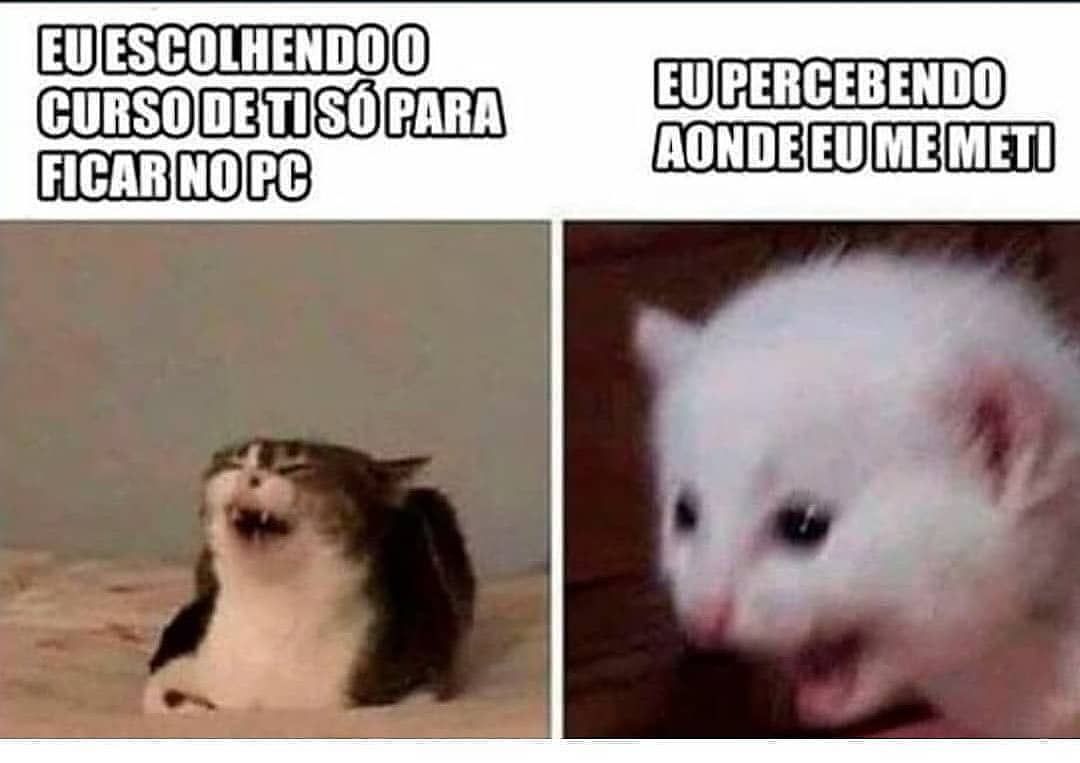 EU ESCOLHENDO O
CURSO DE TI SÓ PARA
FICAR NO PC
EU PERCEBENDO
AONDE EU ME METI